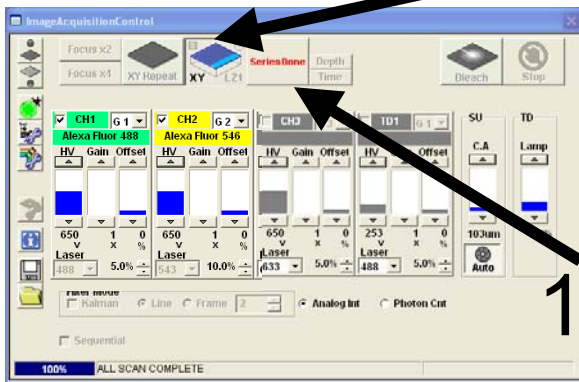 ImageAcquisitionControl
Focus x2
Focus x4
XY Repeat
XY
LZ1
SeriesDone
Depth
Time
Bleach
Stop
CH1 G 1
CH2 G 2
CH3
TD1 G 1
SU
TD
Alexa Fluor 488
Alexa Fluor 546
HV Gain Offset
HV Gain Offset
HV Gain Offset
HV Gain Offset
C.A
Lamp
650 1 0
V X %
650 1 0
V X %
650 1 0
V X %
253 1 0
V X %
103um
%
Laser
Laser
Laser
Laser
488 5.0%
543 10.0%
633 5.0%
488 5.0%
Auto
Filter Mode
Kalman
Line
Frame
2
Analog Int
Photon Cnt
Sequential
100%
ALL SCAN COMPLETE
1